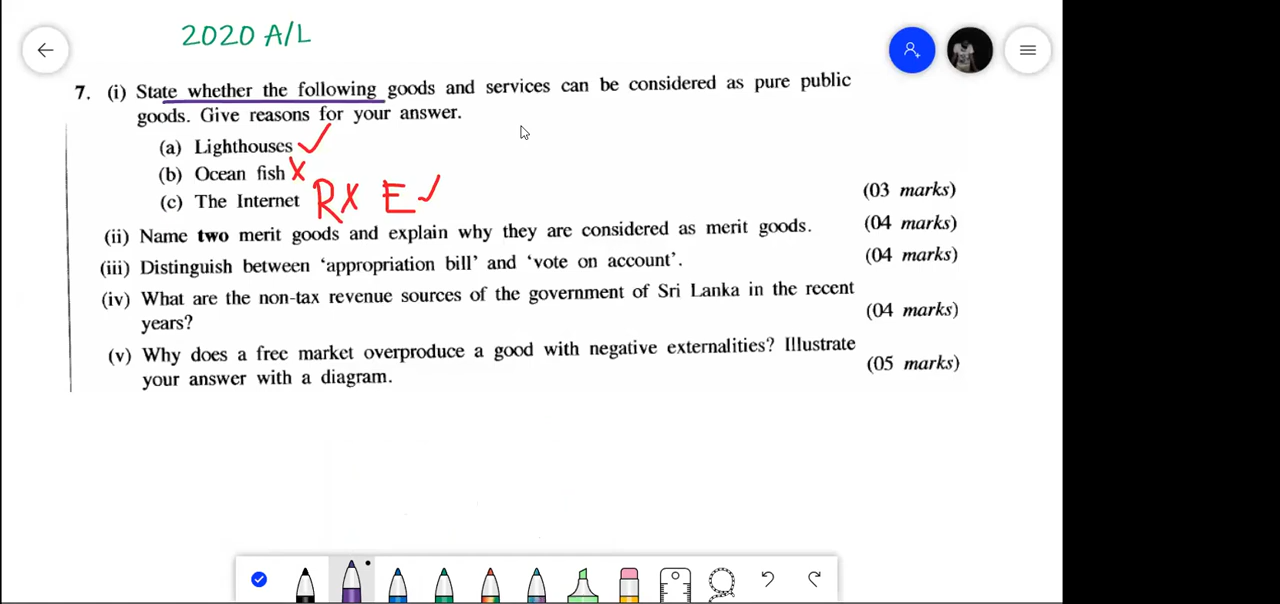 2020 A/L
7. (i) State whether the following goods and services can be considered as pure public
goods. Give reasons for your answer.
(a) Lighthouses ✓
(b) Ocean fish X
(c) The Internet RX E✓
(03 marks)
(ii) Name two merit goods and explain why they are considered as merit goods. (04 marks)
(iii) Distinguish between ‘appropriation bill’ and ‘vote on account’. (04 marks)
(iv) What are the non-tax revenue sources of the government of Sri Lanka in the recent
years? (04 marks)
(v) Why does a free market overproduce a good with negative externalities? Illustrate
your answer with a diagram. (05 marks)